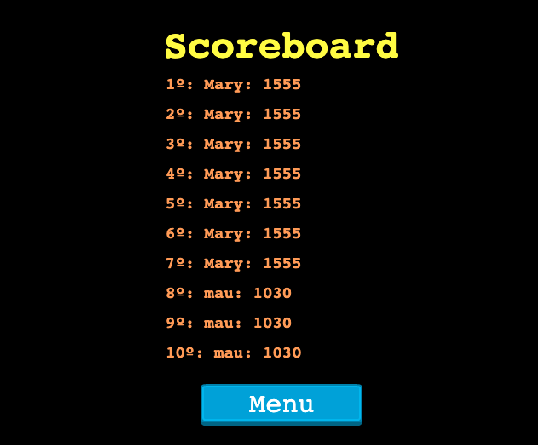 Scoreboard
1º: Mary: 1555
2º: Mary: 1555
3º: Mary: 1555
4º: Mary: 1555
5º: Mary: 1555
6º: Mary: 1555
7º: Mary: 1555
8º: mau: 1030
9º: mau: 1030
10º: mau: 1030
Menu